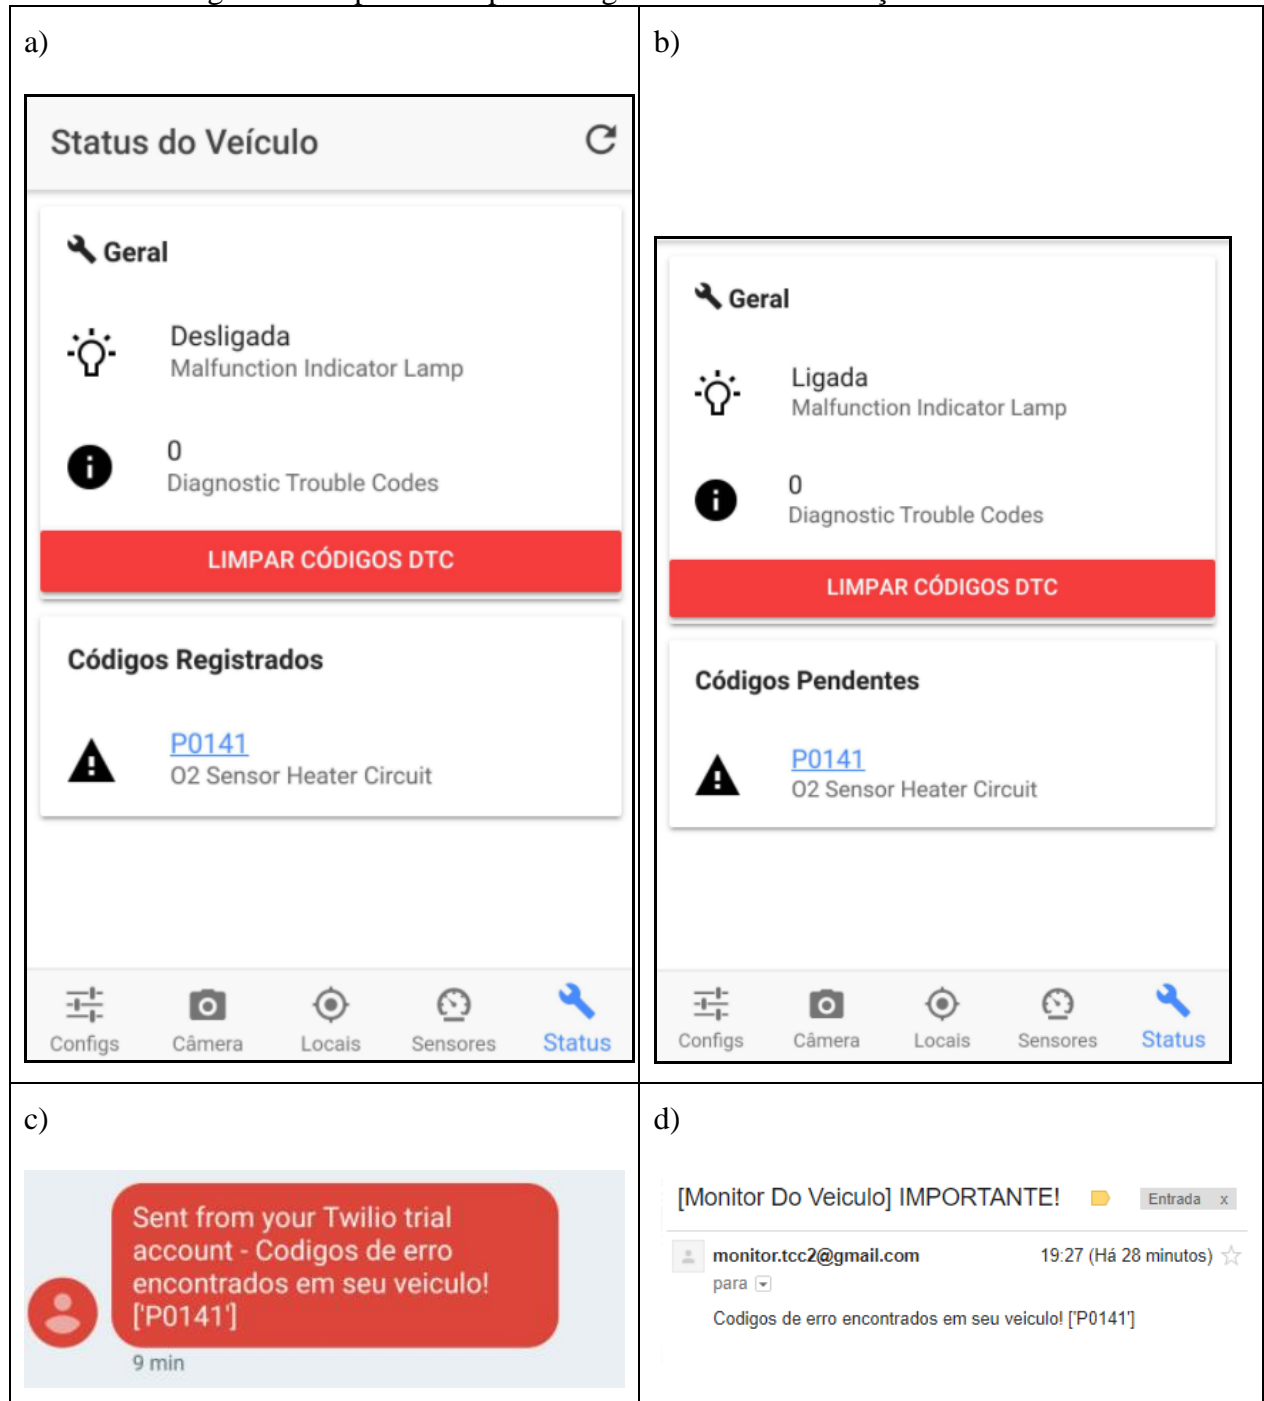 a)
Status do Veículo
Geral
Desligada
Malfunction Indicator Lamp
0
Diagnostic Trouble Codes
LIMPAR CÓDIGOS DTC
Códigos Registrados
P0141
O2 Sensor Heater Circuit
Configs Câmera Locais Sensores Status
b)
Geral
Ligada
Malfunction Indicator Lamp
0
Diagnostic Trouble Codes
LIMPAR CÓDIGOS DTC
Códigos Pendentes
P0141
O2 Sensor Heater Circuit
Configs Câmera Locais Sensores Status
c)
Sent from your Twilio trial
account - Codigos de erro
encontrados em seu veiculo!
['P0141']
9 min
d)
[Monitor Do Veiculo] IMPORTANTE! Entrada x
monitor.tcc2@gmail.com 19:27 (Há 28 minutos)
para
Codigos de erro encontrados em seu veiculo! ['P0141']